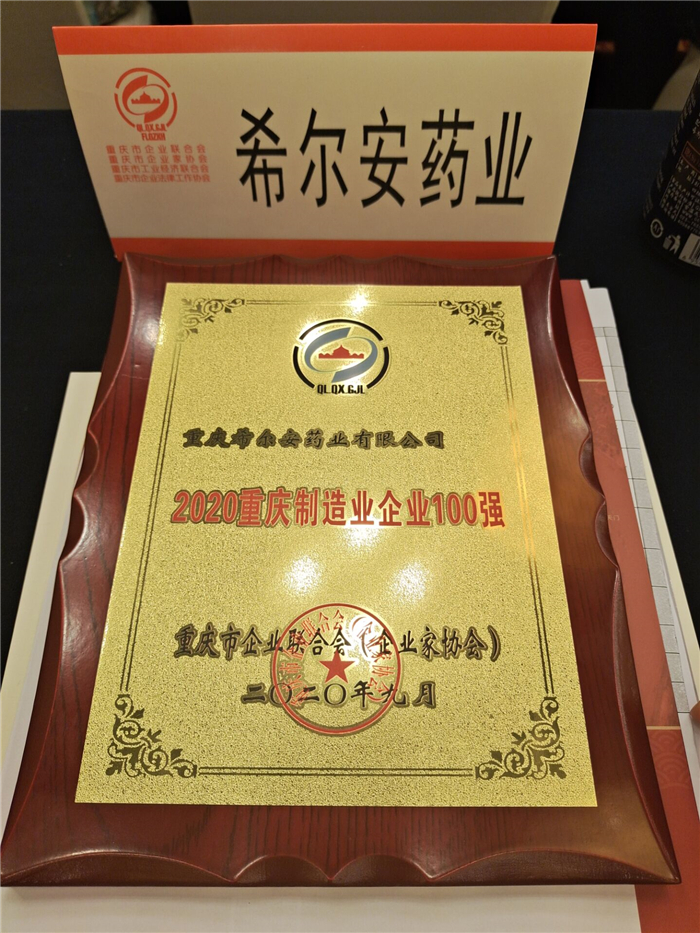 QL.QX.GJL
FLGZXH
重庆市企业联合会
重庆市企业家协会
重庆市工业经济联合会
重庆市企业法律工作协会
希尔安药业
QL.QX.GJL
重庆希尔安药业有限公司
2020重庆制造业企业100强
重庆市企业联合会（企业家协会）
二〇二〇年九月